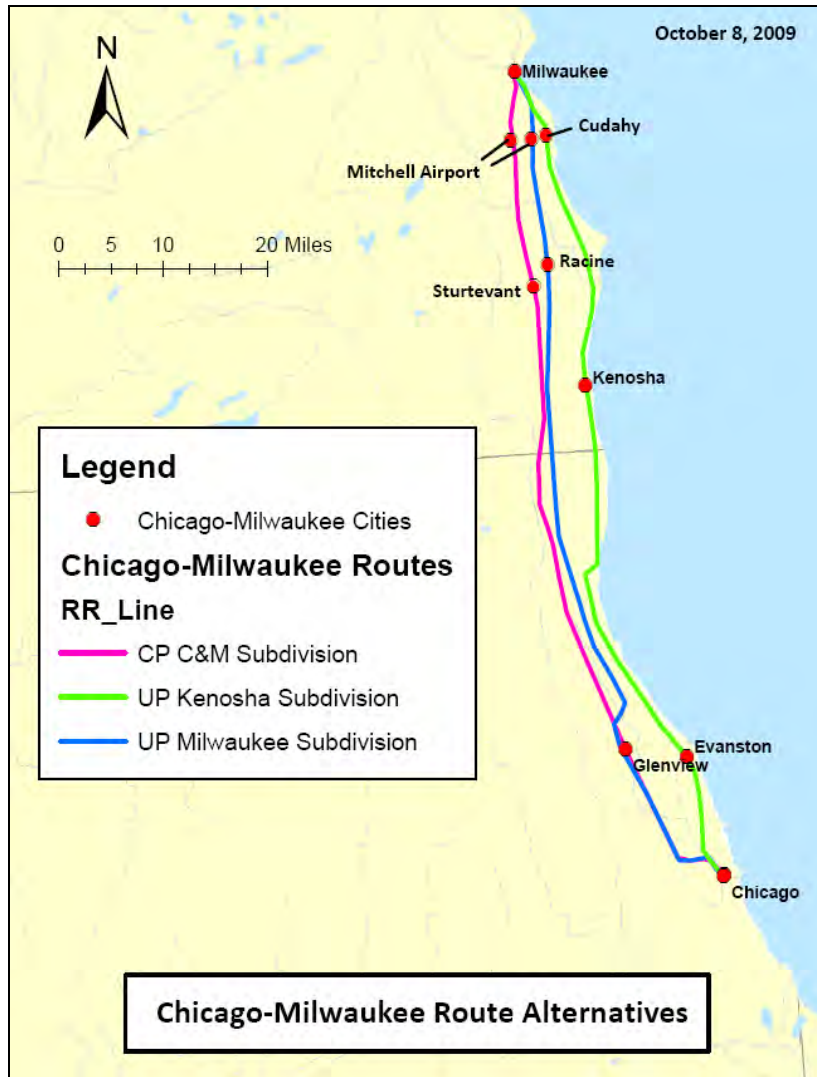 October 8, 2009
N
Milwaukee
Cudahy
Mitchell Airport
0 5 10 20 Miles
Racine
Sturtevant
Kenosha
Legend
Chicago-Milwaukee Cities
Chicago-Milwaukee Routes
RR_Line
CP C&M Subdivision
UP Kenosha Subdivision
UP Milwaukee Subdivision
Evanston
Glenview
Chicago
Chicago-Milwaukee Route Alternatives